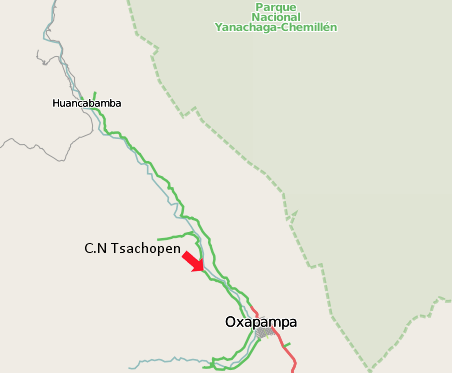 Parque
Nacional
Yanachaga-Chemillén
Huancabamba
C.N Tsachopen
Oxapampa